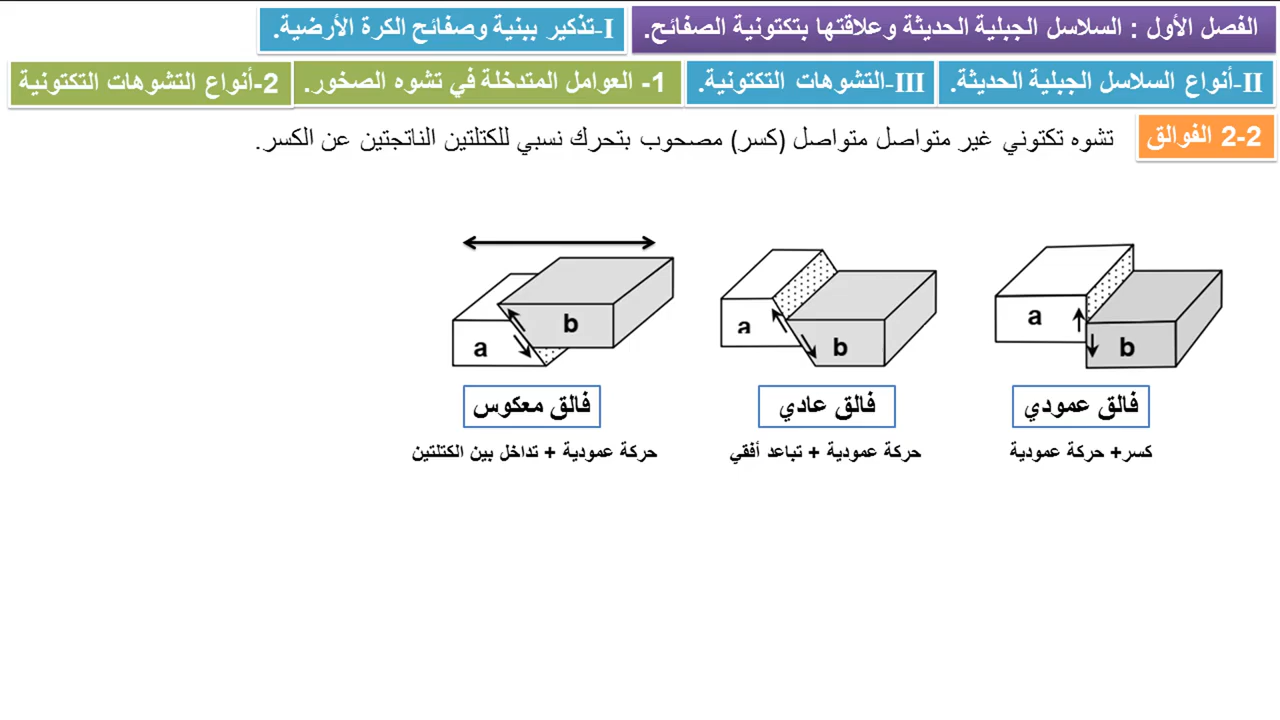 الفصل الأول : السلاسل الجبلية الحديثة وعلاقتها بتكتونية الصفائح.
I-تذكير ببنية وصفائح الكرة الأرضية.
II-أنواع السلاسل الجبلية الحديثة.
III-التشوهات التكتونية.
1- العوامل المتدخلة في تشوه الصخور.
2-أنواع التشوهات التكتونية
2-2 الفوالق
تشوه تكتوني غير متواصل متواصل (كسر) مصحوب بتحرك نسبي للكتلتين الناتجتين عن الكسر.
a
b
a
b
a
b
فالق عمودي
فالق عادي
فالق معكوس
كسر+ حركة عمودية
حركة عمودية + تباعد أفقي
حركة عمودية + تداخل بين الكتلتين